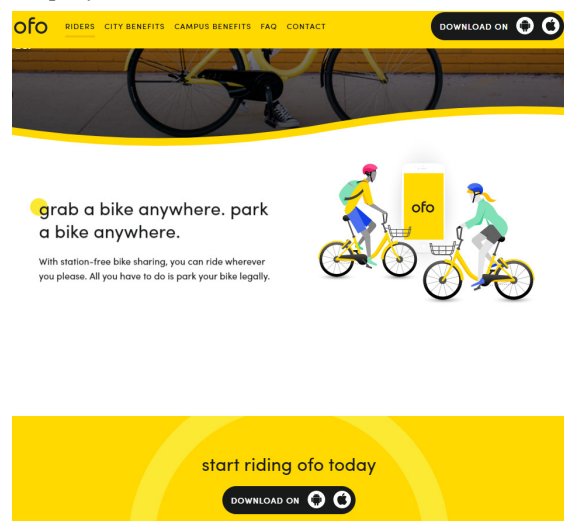 ofo RIDERS CITY BENEFITS CAMPUS BENEFITS FAQ CONTACT DOWNLOAD ON
grab a bike anywhere. park
a bike anywhere.
With station-free bike sharing, you can ride wherever
you please. All you have to do is park your bike legally.
ofo
start riding ofo today
DOWNLOAD ON